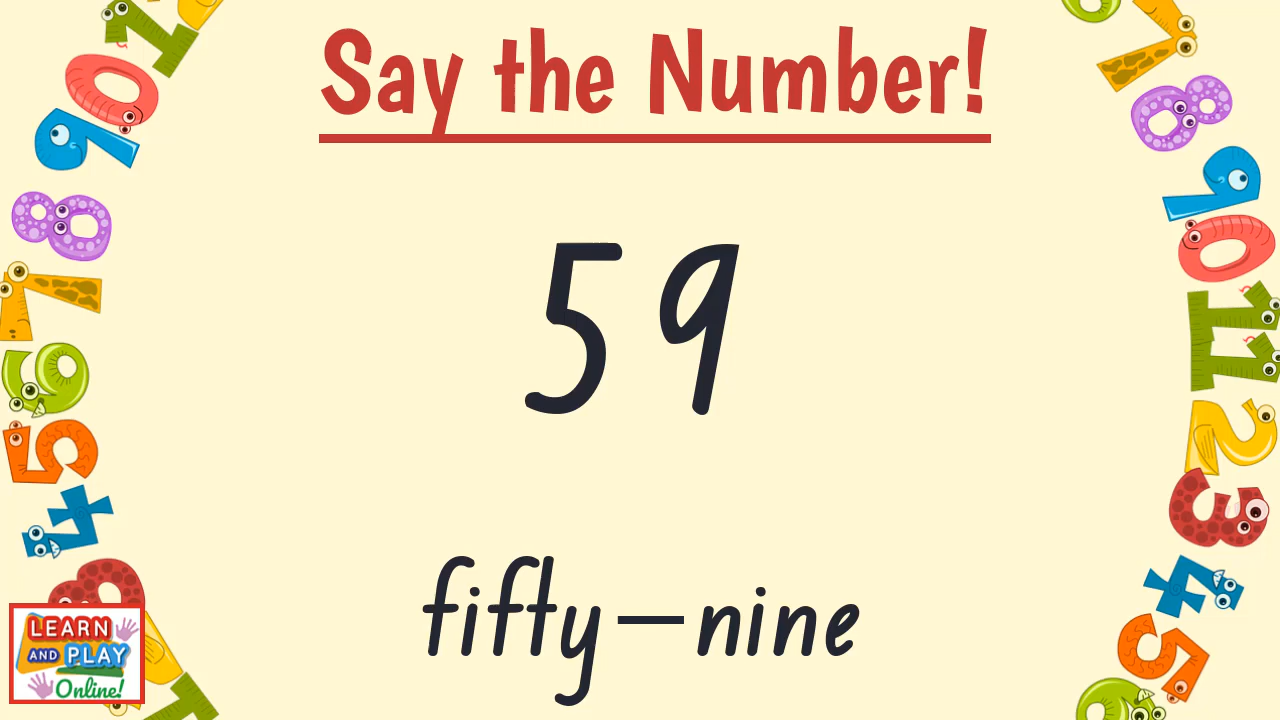 Say the Number!
59
fifty-nine
LEARN
AND PLAY
Online!